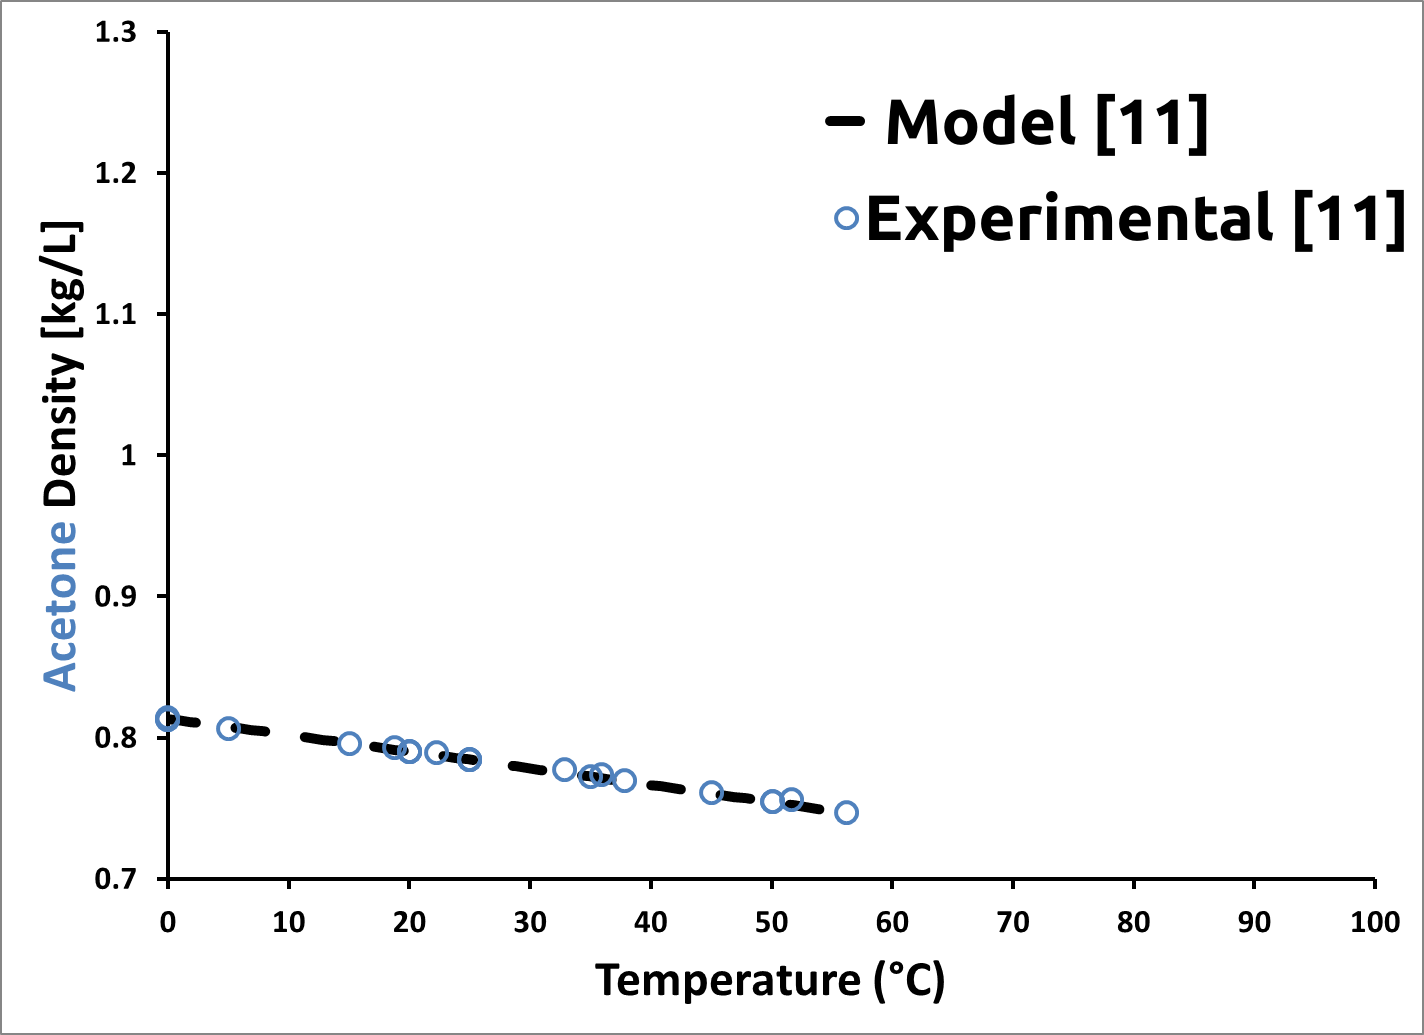 1.3
1.2
1.1
1
0.9
0.8
0.7
Acetone Density [kg/L]
Model [11]
Experimental [11]
0 10 20 30 40 50 60 70 80 90 100
Temperature (°C)